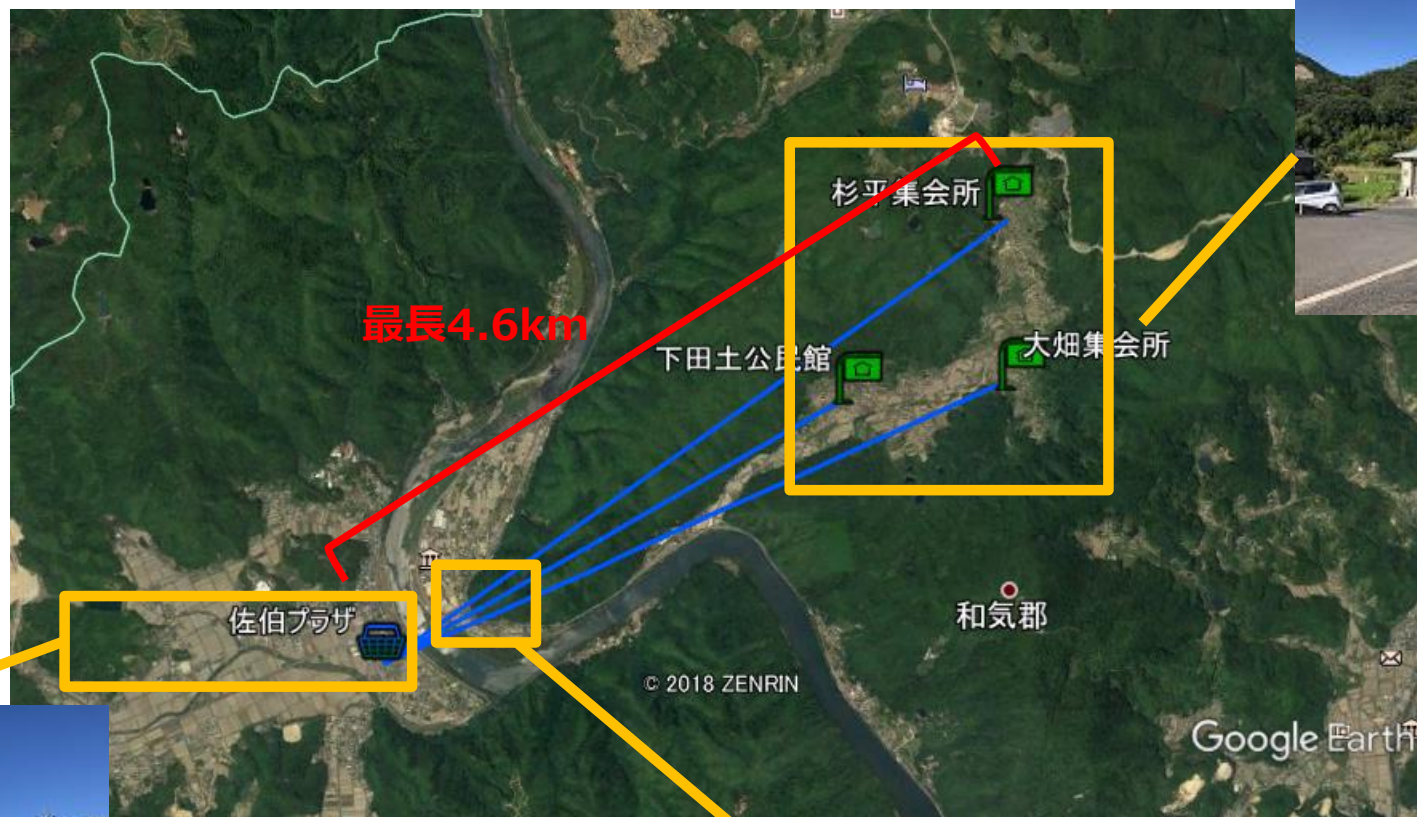 杉平集会所
最長4.6km
下田土公民館
大畑集会所
佐伯プラザ
和気郡
© 2018 ZENRIN
Google Earth